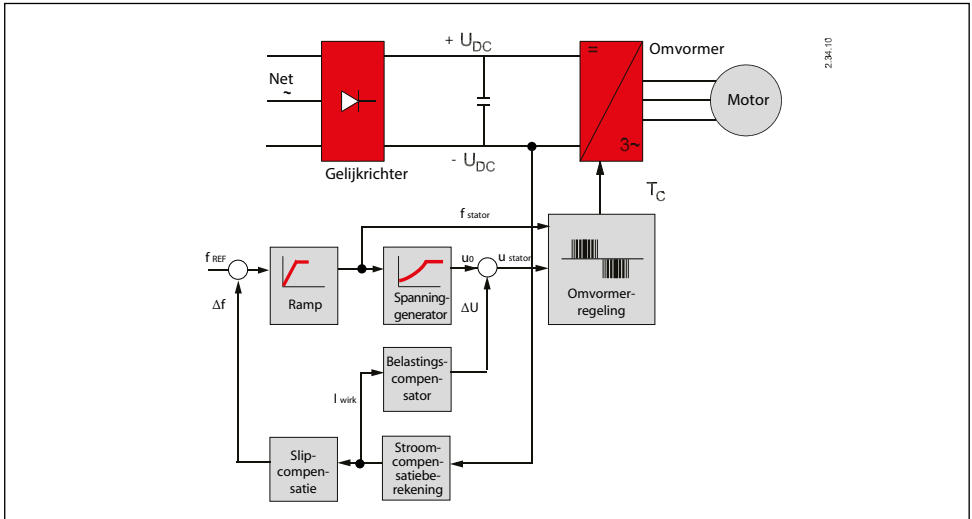 + U DC
Omvormer
2.34.10
Net
~
=
Motor
3~
- U DC
Gelijkrichter
T C
f stator
f REF
u0
u stator
Δf
Ramp
Spanning-
generator
ΔU
Omvormer-
regeling
Belastings-
compen-
sator
I wirk
Slip-
compen-
satie
Stroom-
compen-
satiebe-
rekening